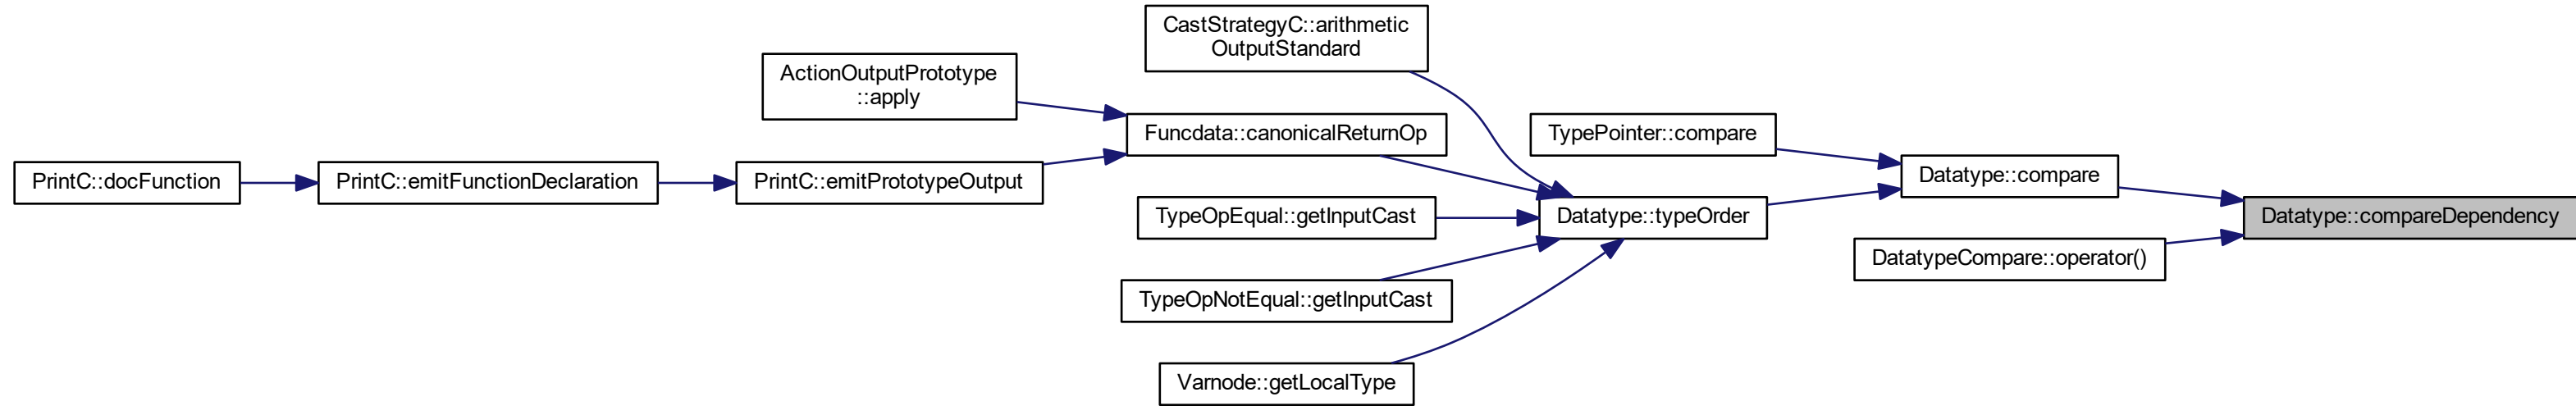 CastStrategyC::arithmetic
OutputStandard
ActionOutputPrototype
::apply
Funcdata::canonicalReturnOp
TypePointer::compare
PrintC::docFunction
PrintC::emitFunctionDeclaration
PrintC::emitPrototypeOutput
Datatype::compare
TypeOpEqual::getInputCast
Datatype::typeOrder
Datatype::compareDependency
DatatypeCompare::operator()
TypeOpNotEqual::getInputCast
Varnode::getLocalType